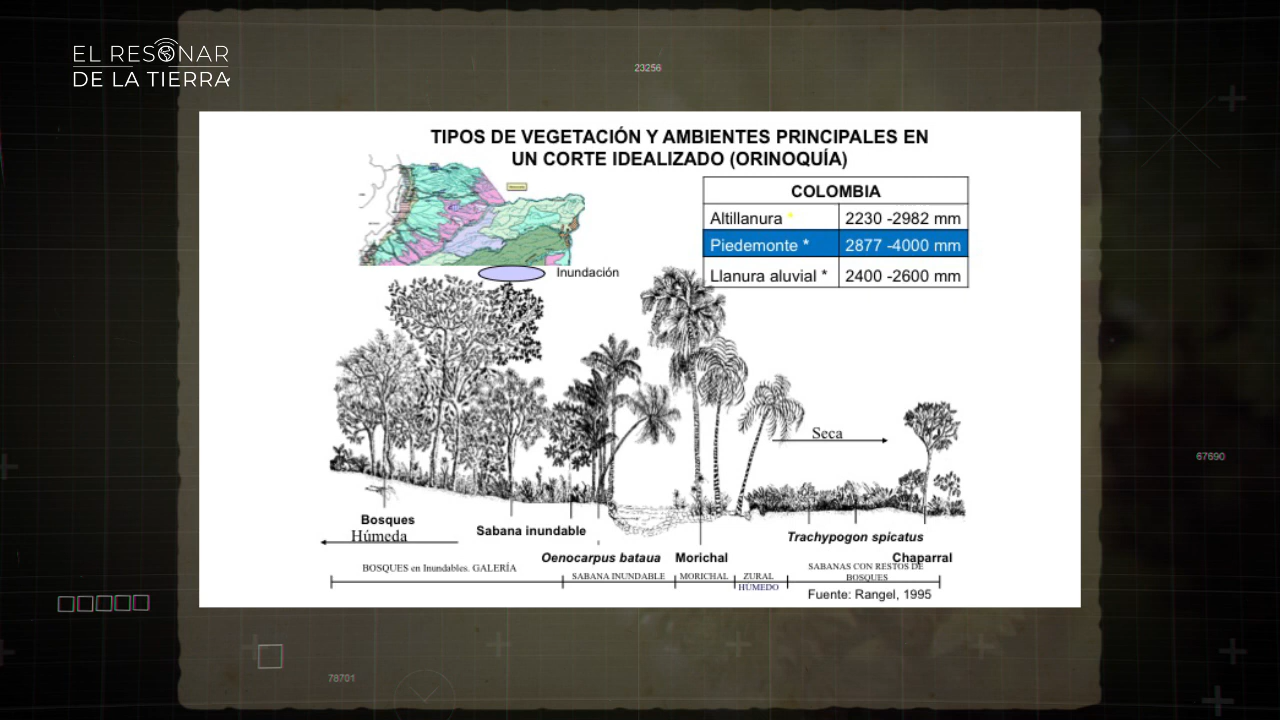 EL RESONAR
DE LA TIERRA
23256
TIPOS DE VEGETACIÓN Y AMBIENTES PRINCIPALES EN
UN CORTE IDEALIZADO (ORINOQUÍA)
COLOMBIA
Altillanura * 2230 -2982 mm
Piedemonte * 2877 -4000 mm
Llanura aluvial * 2400 -2600 mm
Inundación
Seca
67690
Bosques
Húmeda
Sabana inundable
Trachypogon spicatus
Oenocarpus bataua
Morichal
Chaparral
BOSQUES en Inundables. GALERÍA
SABANA INUNDABLE
MORICHAL
ZURAL
HÚMEDO
SABANAS CON RESTOS DE
BOSQUES
Fuente: Rangel, 1995
78701